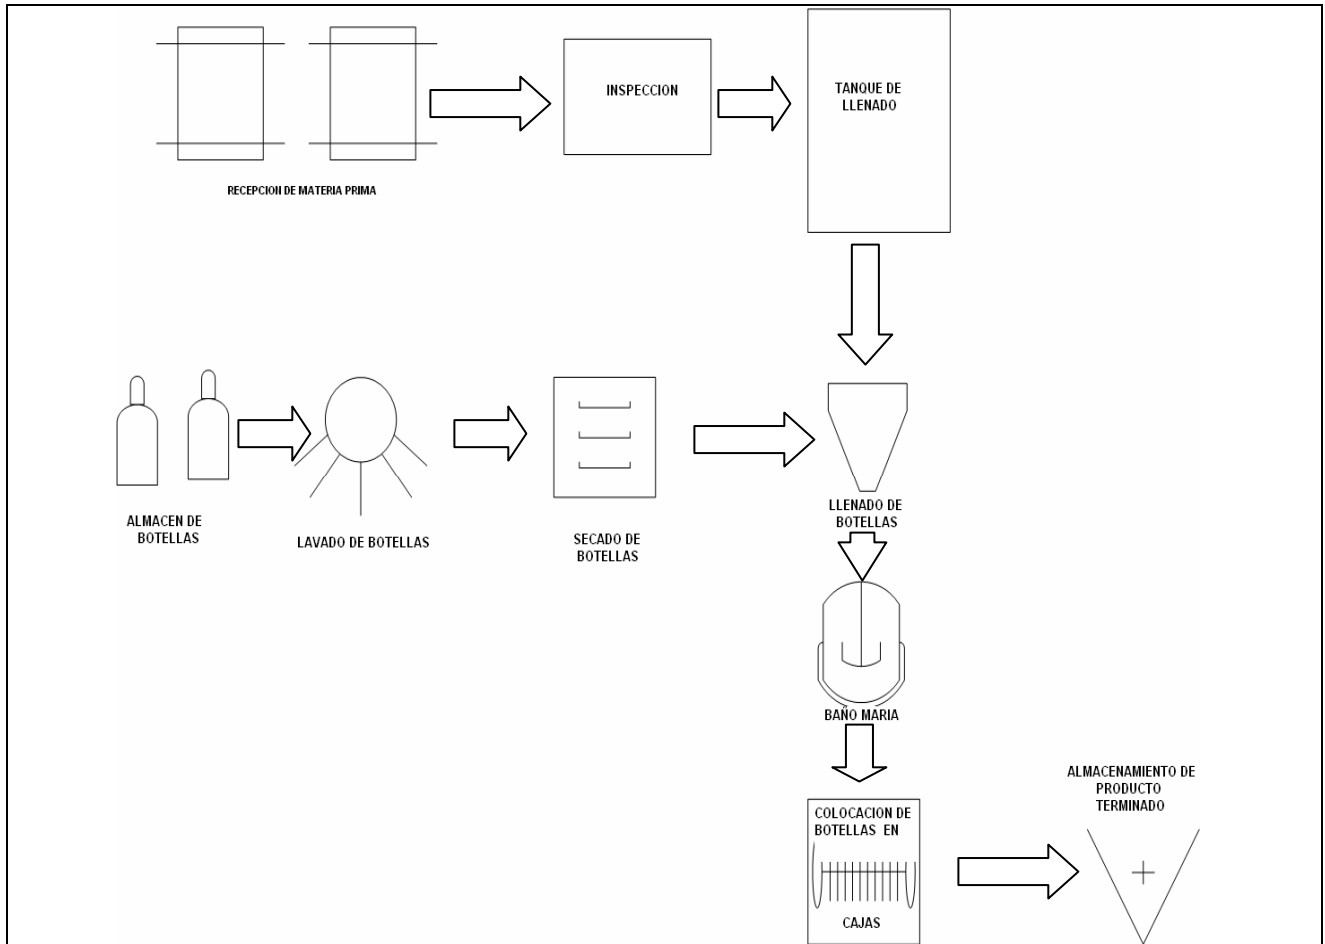 INSPECCION
TANQUE DE
LLENADO
RECEPCION DE MATERIA PRIMA
ALMACEN DE
BOTELLAS
LAVADO DE BOTELLAS
SECADO DE
BOTELLAS
LLENADO DE
BOTELLAS
BAÑO MARIA
COLOCACION DE
BOTELLAS EN
CAJAS
ALMACENAMIENTO DE
PRODUCTO
TERMINADO